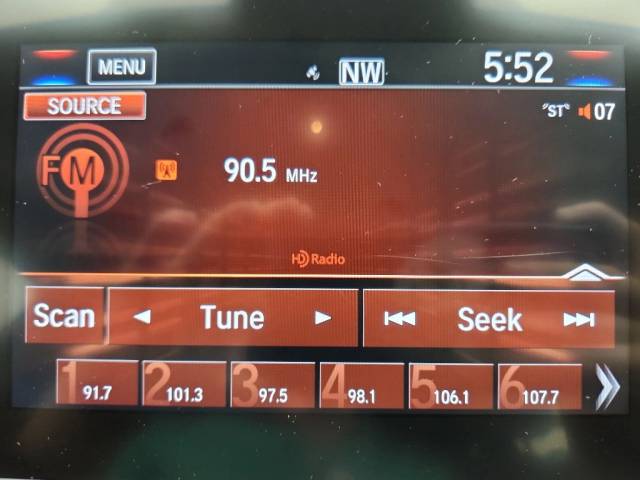 MENU NW 5:52
SOURCE "ST" 07
FM 90.5 MHz
HD Radio
Scan Tune Seek
1 91.7 2 101.3 3 97.5 4 98.1 5 106.1 6 107.7